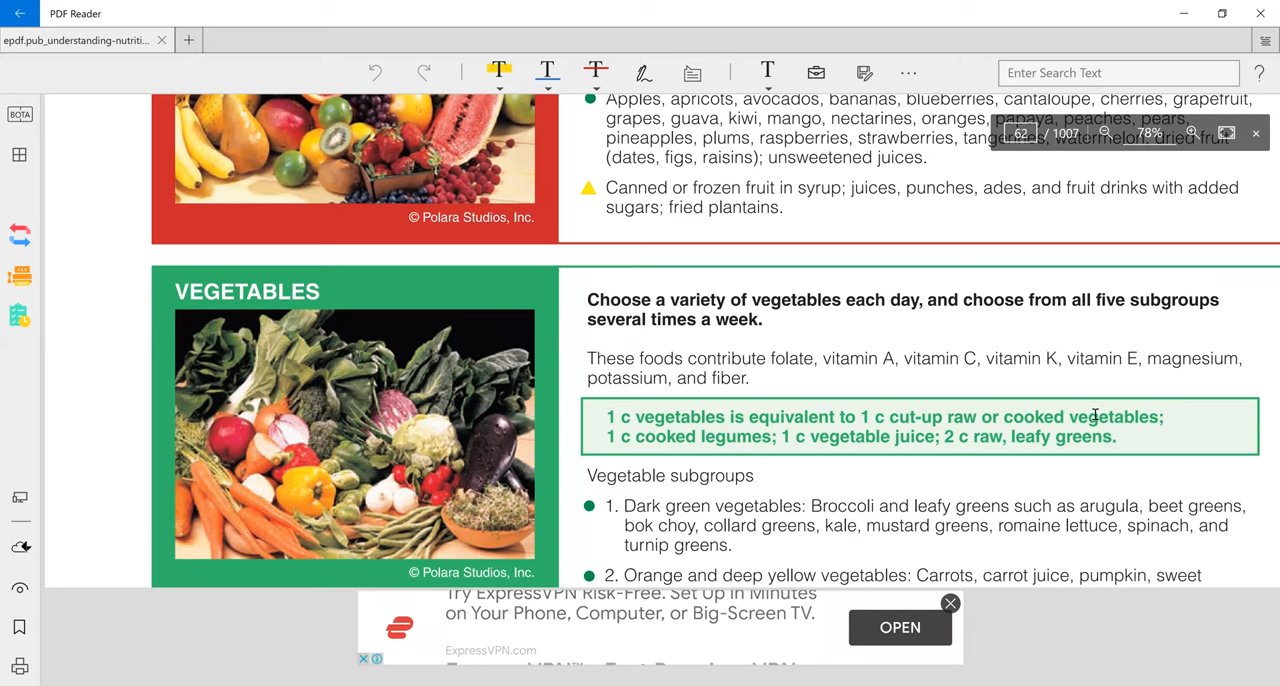 PDF Reader
epdf.pub_understanding-nutriti...
Enter Search Text
BOTA
62 / 1007
78%
Apples, apricots, avocados, bananas, blueberries, cantaloupe, cherries, grapefruit,
grapes, guava, kiwi, mango, nectarines, oranges, papaya, peaches, pears,
pineapples, plums, raspberries, strawberries, tangerines, watermelon; dried fruit
(dates, figs, raisins); unsweetened juices.
Canned or frozen fruit in syrup; juices, punches, ades, and fruit drinks with added
sugars; fried plantains.
© Polara Studios, Inc.
VEGETABLES
© Polara Studios, Inc.
Choose a variety of vegetables each day, and choose from all five subgroups
several times a week.
These foods contribute folate, vitamin A, vitamin C, vitamin K, vitamin E, magnesium,
potassium, and fiber.
1 c vegetables is equivalent to 1 c cut-up raw or cooked vegetables;
1 c cooked legumes; 1 c vegetable juice; 2 c raw, leafy greens.
Vegetable subgroups
1. Dark green vegetables: Broccoli and leafy greens such as arugula, beet greens,
bok choy, collard greens, kale, mustard greens, romaine lettuce, spinach, and
turnip greens.
2. Orange and deep yellow vegetables: Carrots, carrot juice, pumpkin, sweet
Try ExpressVPN Risk-Free. Set Up in Minutes
on Your Phone, Computer, or Big-Screen TV.
ExpressVPN.com
OPEN